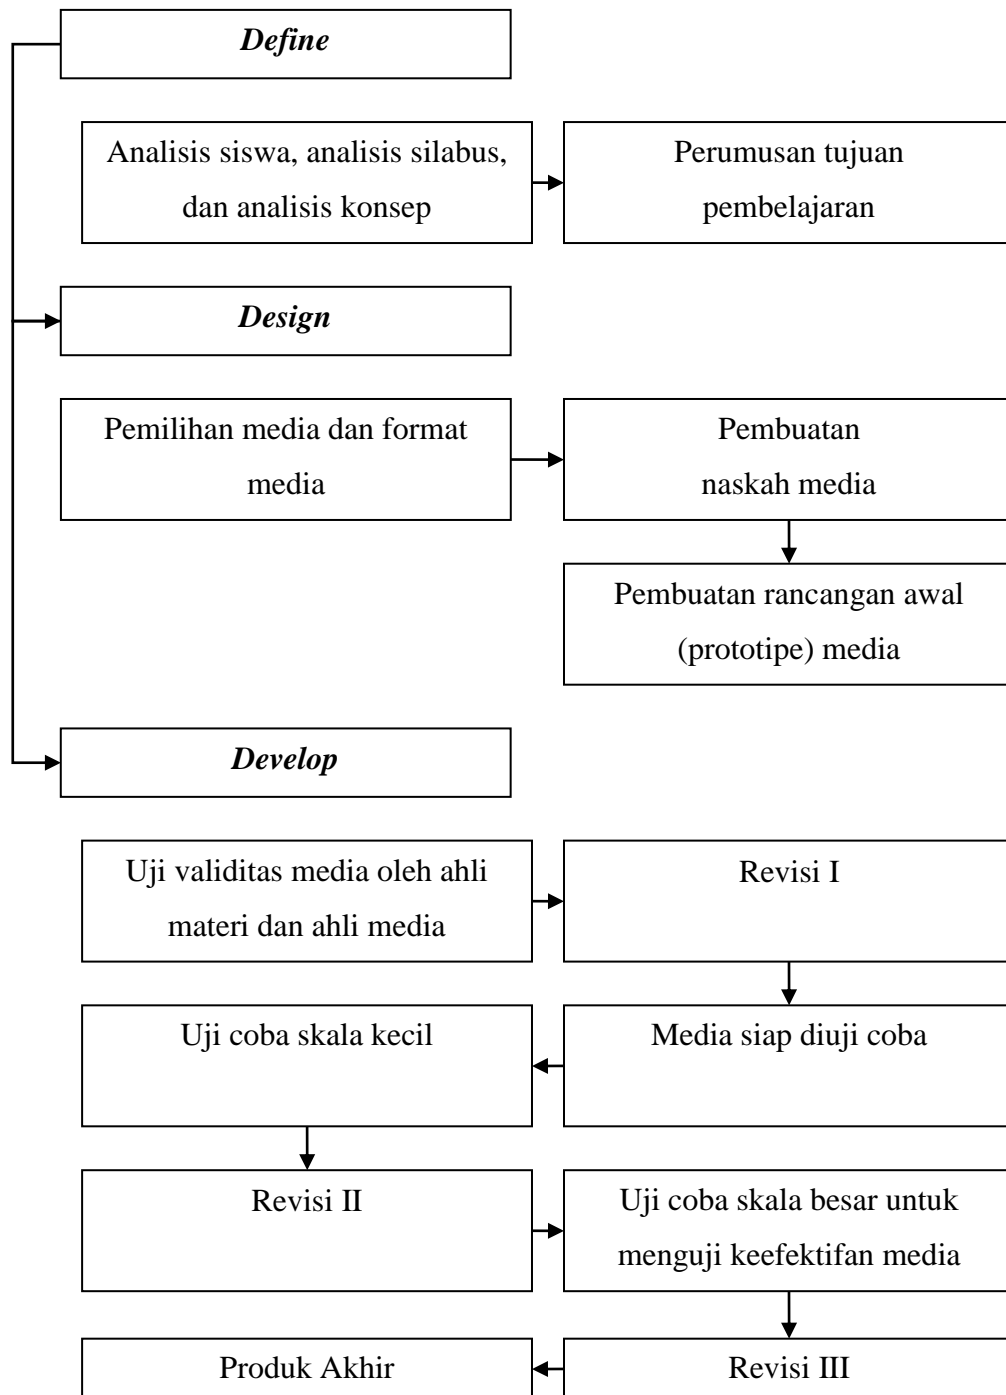 Define
Analisis siswa, analisis silabus,
dan analisis konsep
Perumusan tujuan
pembelajaran
Design
Pemilihan media dan format
media
Pembuatan
naskah media
Pembuatan rancangan awal
(prototipe) media
Develop
Uji validitas media oleh ahli
materi dan ahli media
Revisi I
Media siap diuji coba
Uji coba skala kecil
Revisi II
Uji coba skala besar untuk
menguji keefektifan media
Revisi III
Produk Akhir